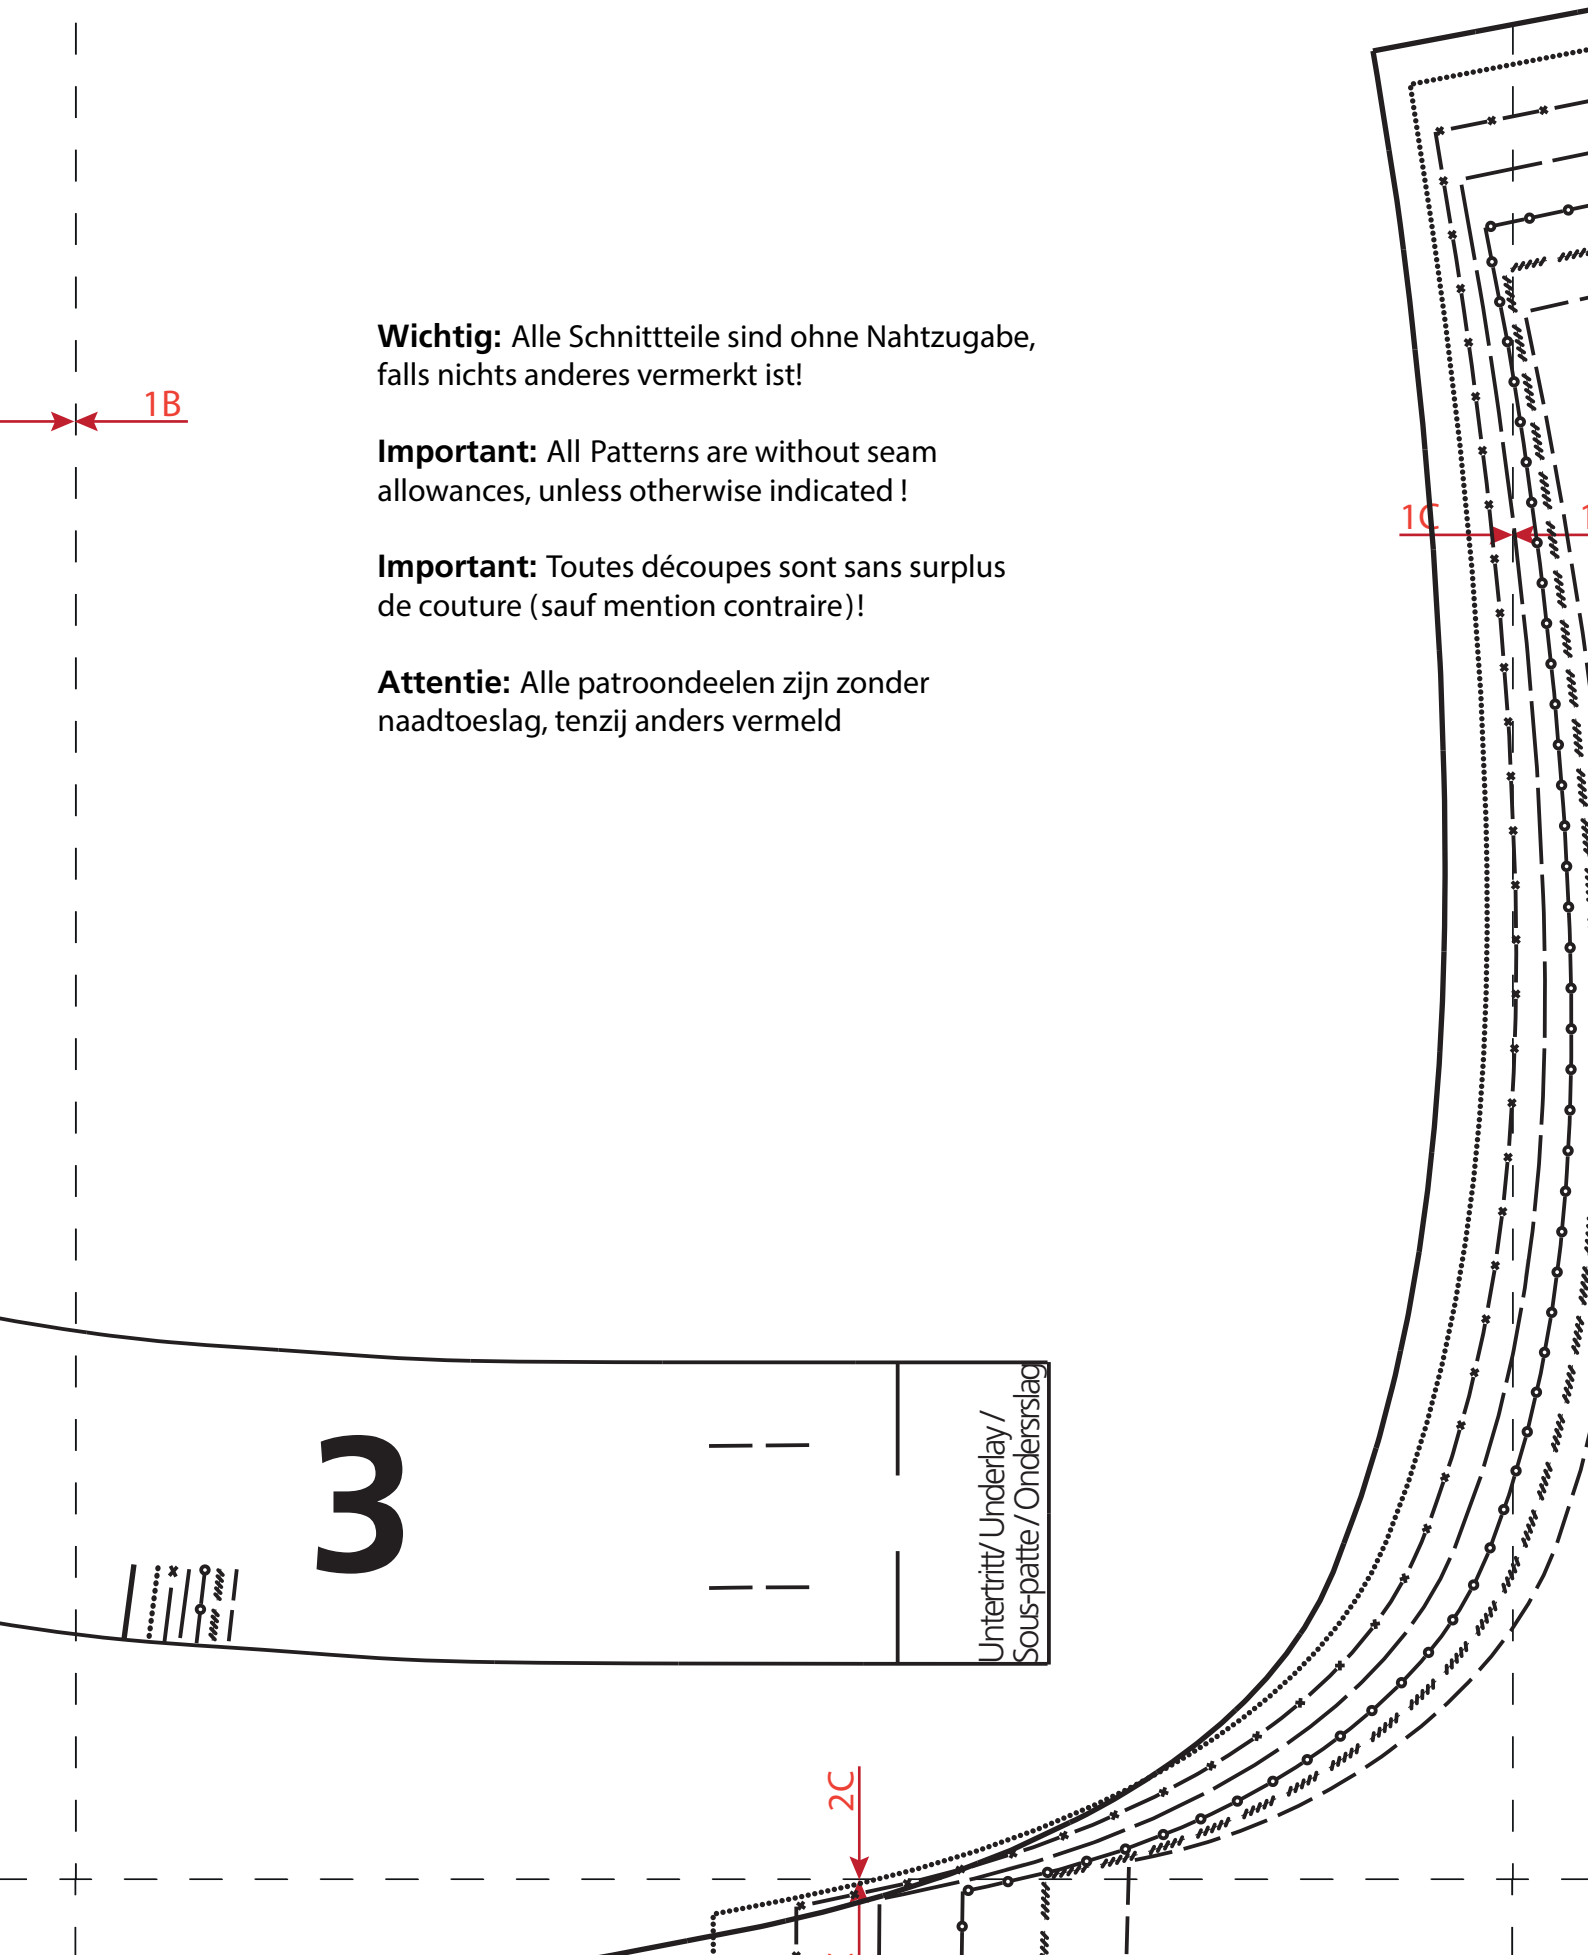 Wichtig: Alle Schnittteile sind ohne Nahtzugabe,
falls nichts anderes vermerkt ist!
1B
Important: All Patterns are without seam
allowances, unless otherwise indicated !
1C
Important: Toutes découpes sont sans surplus
de couture (sauf mention contraire)!
Attentie: Alle patroondeelen zijn zonder
naadtoeslag, tenzij anders vermeld
3
Untertritt/ Underlay /
Sous-patte / Ondersrslag
2C